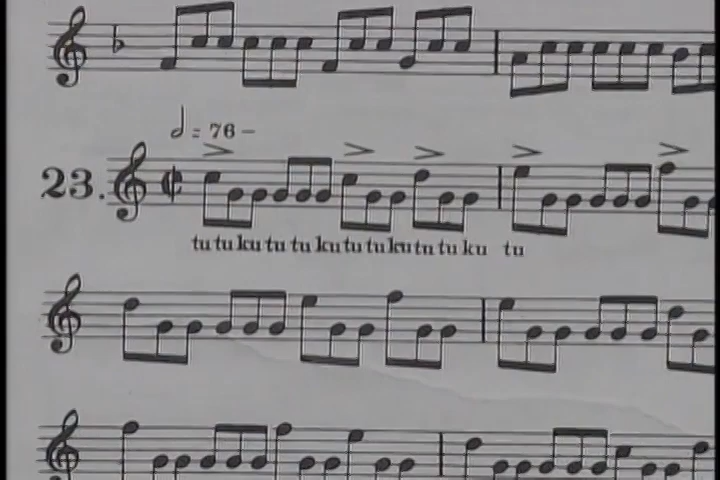 𝅗𝅥 = 76 –
23.
tu tu ku tu tu ku tu tu ku tu tu ku tu